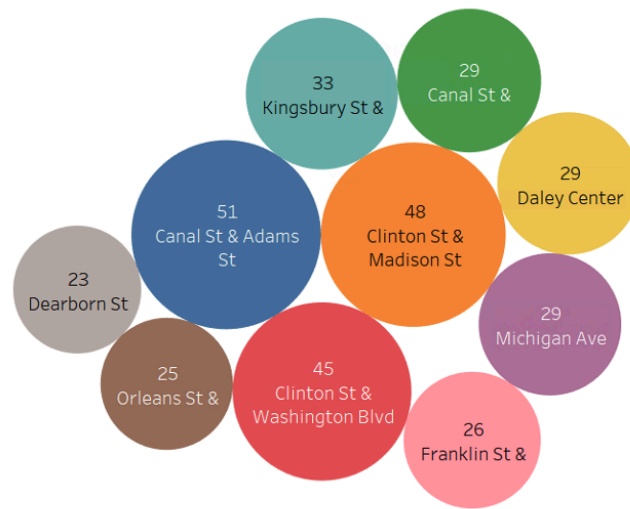 33
Kingsbury St &
29
Canal St &
29
Daley Center
51
Canal St & Adams
St
48
Clinton St &
Madison St
23
Dearborn St
29
Michigan Ave
25
Orleans St &
45
Clinton St &
Washington Blvd
26
Franklin St &